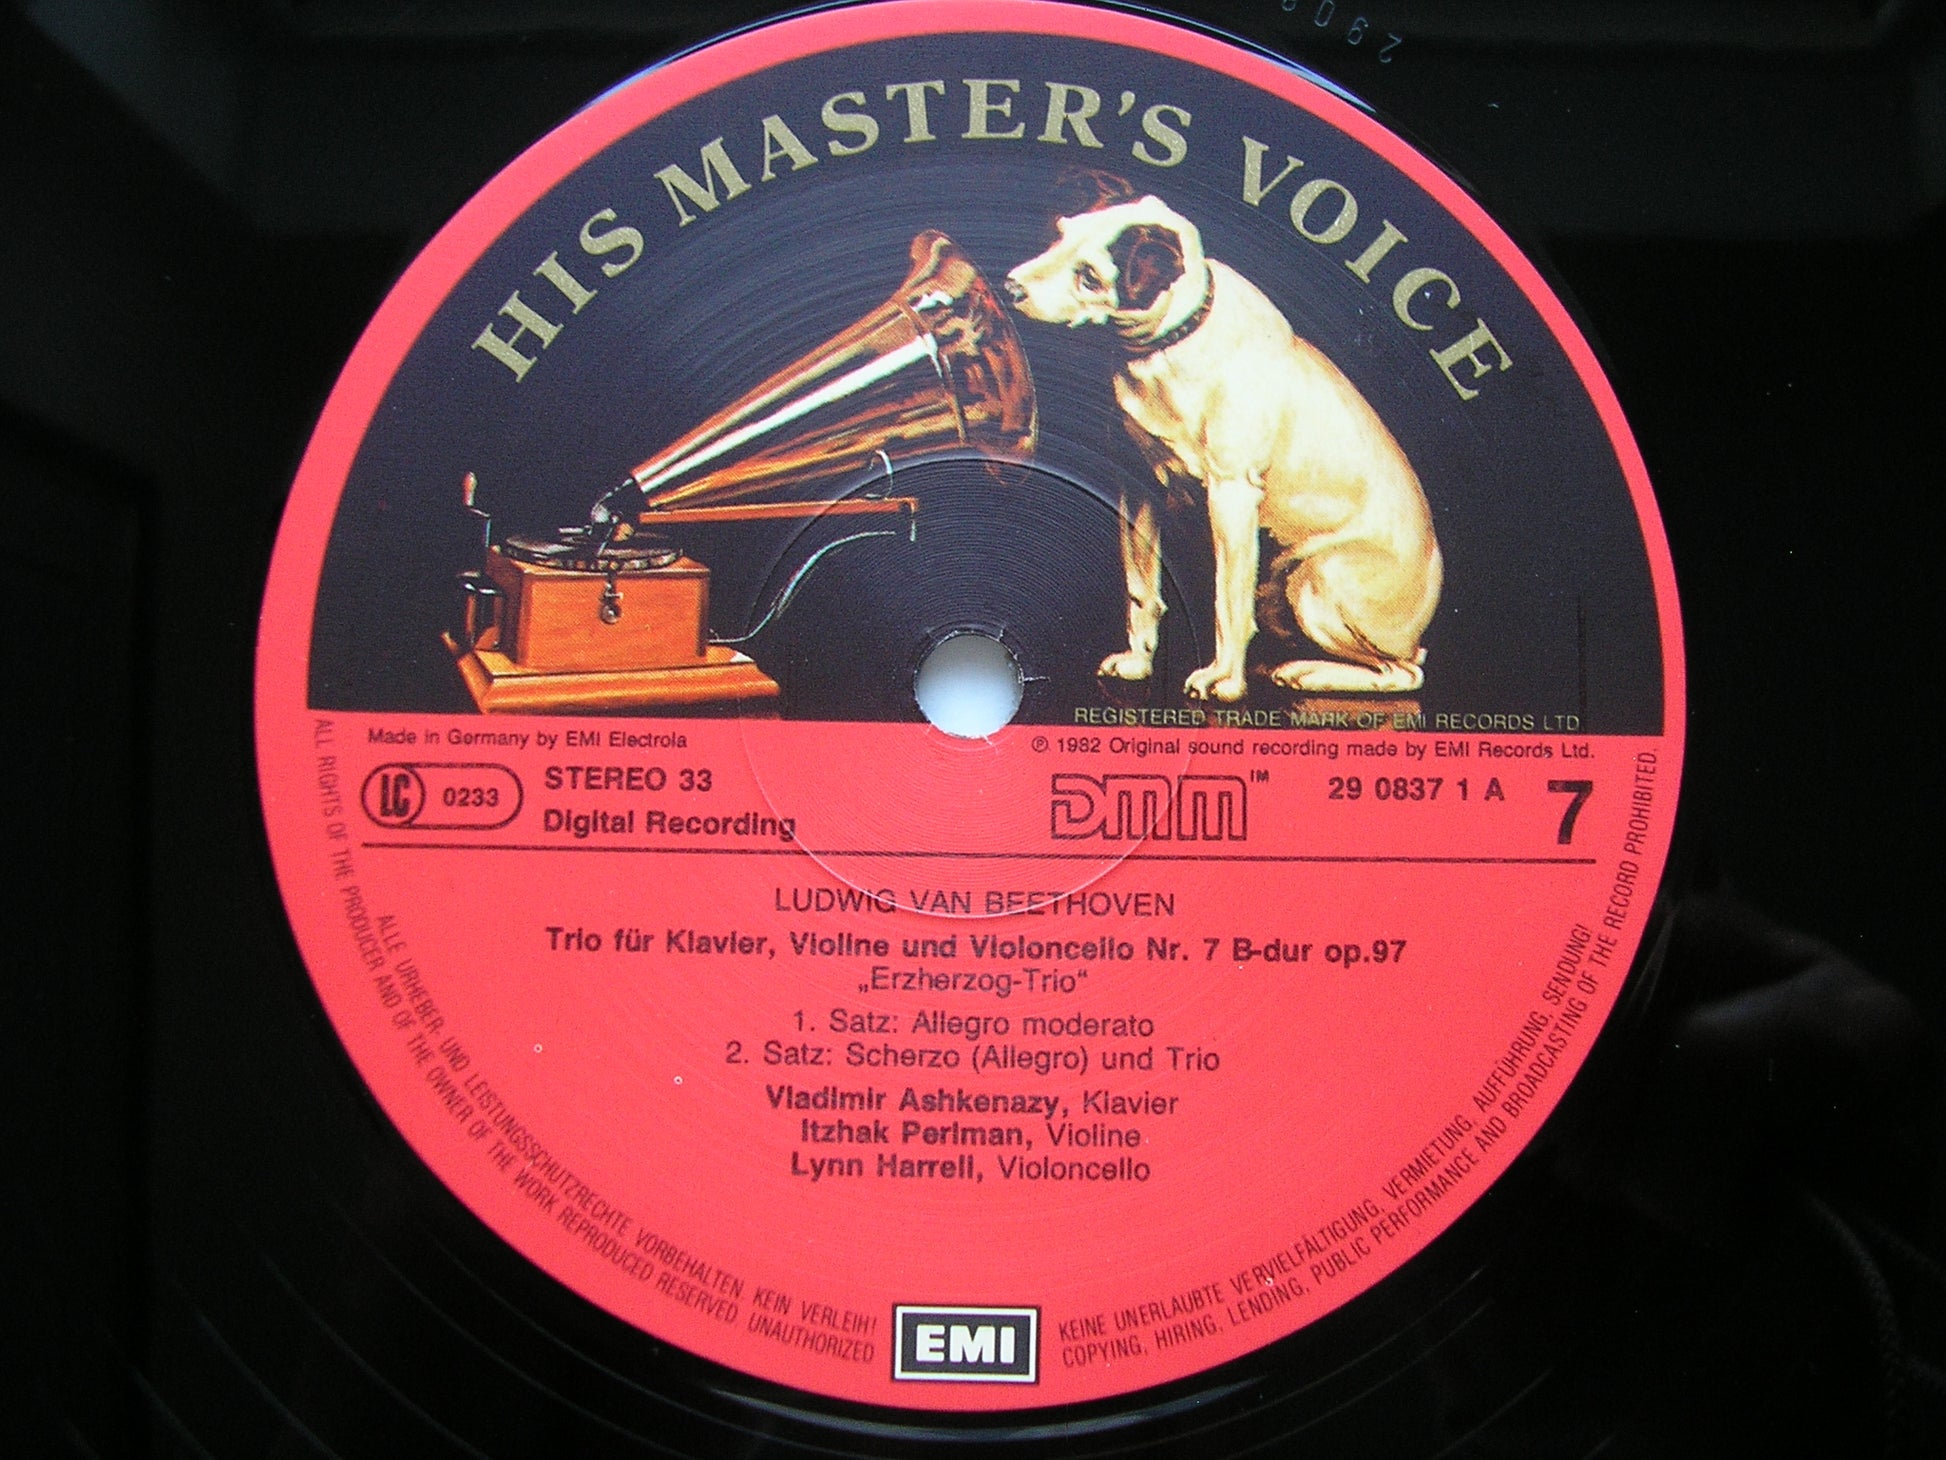 HIS MASTER'S VOICE
REGISTERED TRADE MARK OF EMI RECORDS LTD
Made in Germany by EMI Electrola
℗ 1982 Original sound recording made by EMI Records Ltd.
LC 0233
STEREO 33
Digital Recording
DMM™
29 0837 1 A
7
LUDWIG VAN BEETHOVEN
Trio für Klavier, Violine und Violoncello Nr. 7 B-dur op.97
„Erzherzog-Trio“
1. Satz: Allegro moderato
2. Satz: Scherzo (Allegro) und Trio
Vladimir Ashkenazy, Klavier
Itzhak Perlman, Violine
Lynn Harrell, Violoncello
ALLE URHEBER- UND LEISTUNGSSCHUTZRECHTE VORBEHALTEN. KEIN VERLEIH!
KEINE UNERLAUBTE VERVIELFÄLTIGUNG, VERMIETUNG, AUFFÜHRUNG, SENDUNG!
ALL RIGHTS OF THE PRODUCER AND OF THE OWNER OF THE WORK REPRODUCED RESERVED. UNAUTHORIZED
COPYING, HIRING, LENDING, PUBLIC PERFORMANCE AND BROADCASTING OF THE RECORD PROHIBITED.
EMI